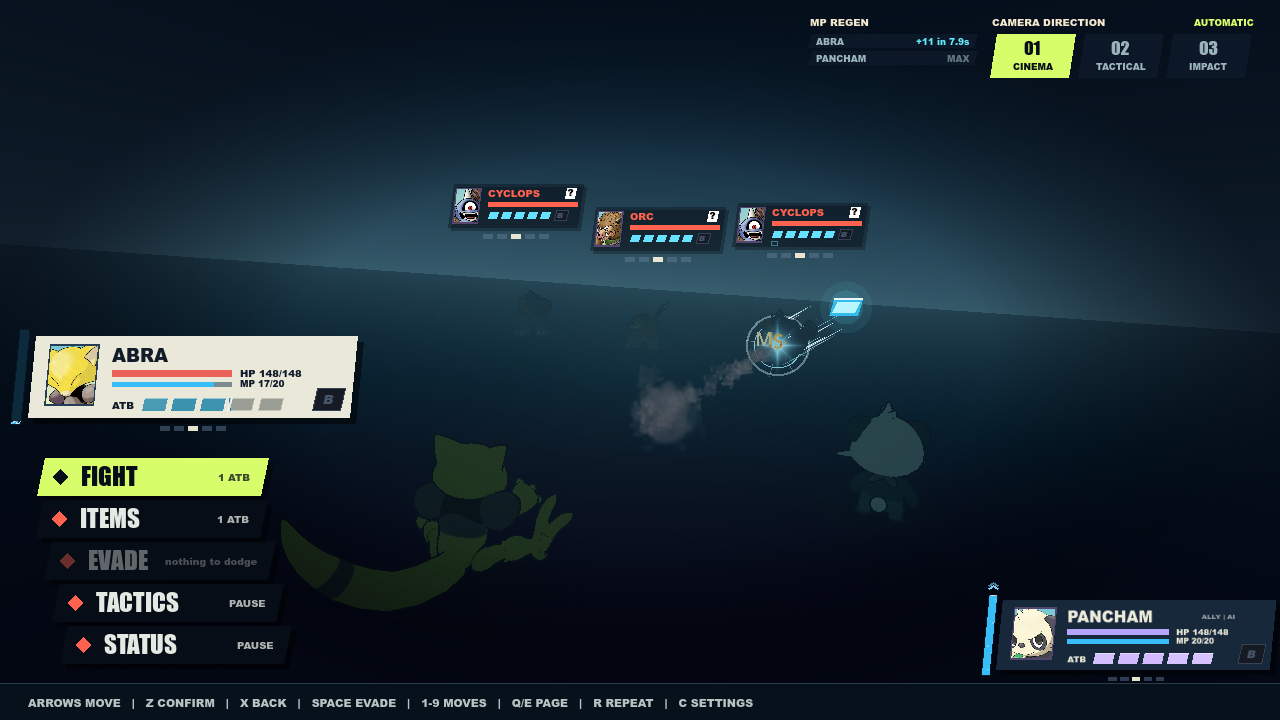 MP REGEN
ABRA +11 in 7.9s
PANCHAM MAX
CAMERA DIRECTION AUTOMATIC
01 CINEMA
02 TACTICAL
03 IMPACT
CYCLOPS ?
B
ORC ?
B
CYCLOPS ?
B
ABRA
HP 148/148
MP 17/20
ATB
B
FIGHT 1 ATB
ITEMS 1 ATB
EVADE nothing to dodge
TACTICS PAUSE
STATUS PAUSE
PANCHAM ALLY | AI
HP 148/148
MP 20/20
ATB
B
ARROWS MOVE | Z CONFIRM | X BACK | SPACE EVADE | 1-9 MOVES | Q/E PAGE | R REPEAT | C SETTINGS